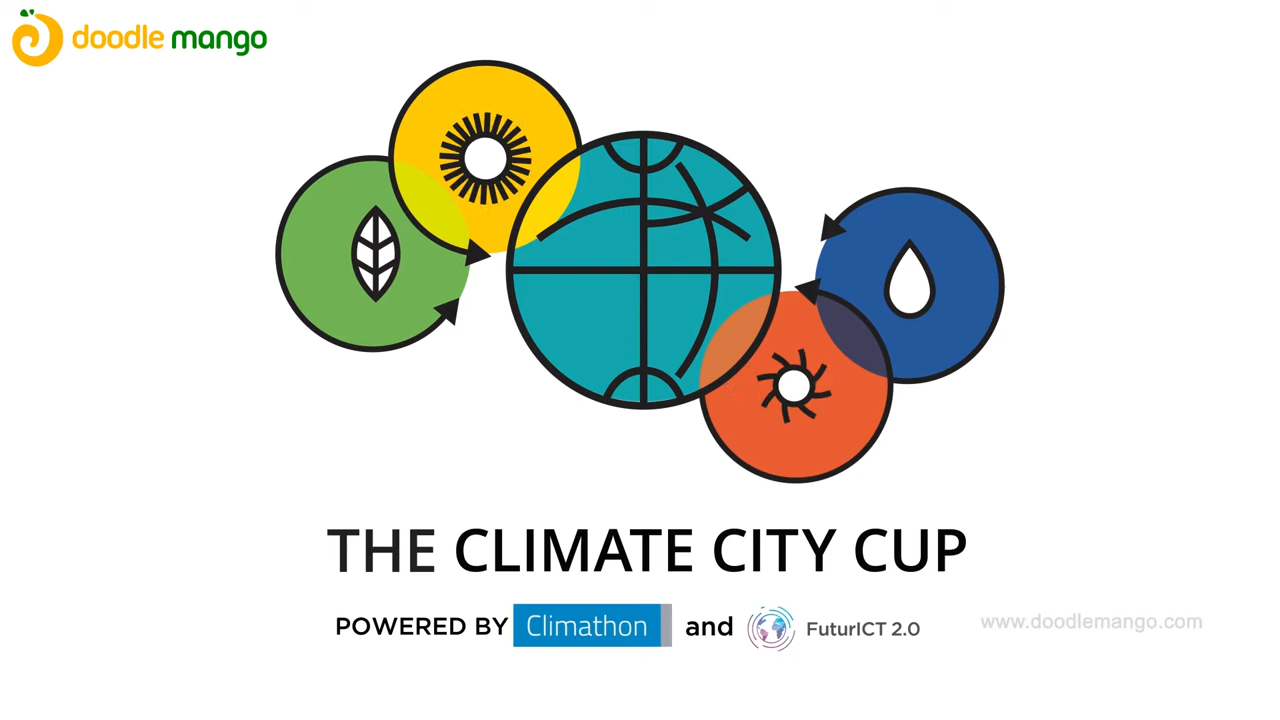 doodle mango
THE CLIMATE CITY CUP
POWERED BY Climathon and FuturICT 2.0
www.doodlemango.com